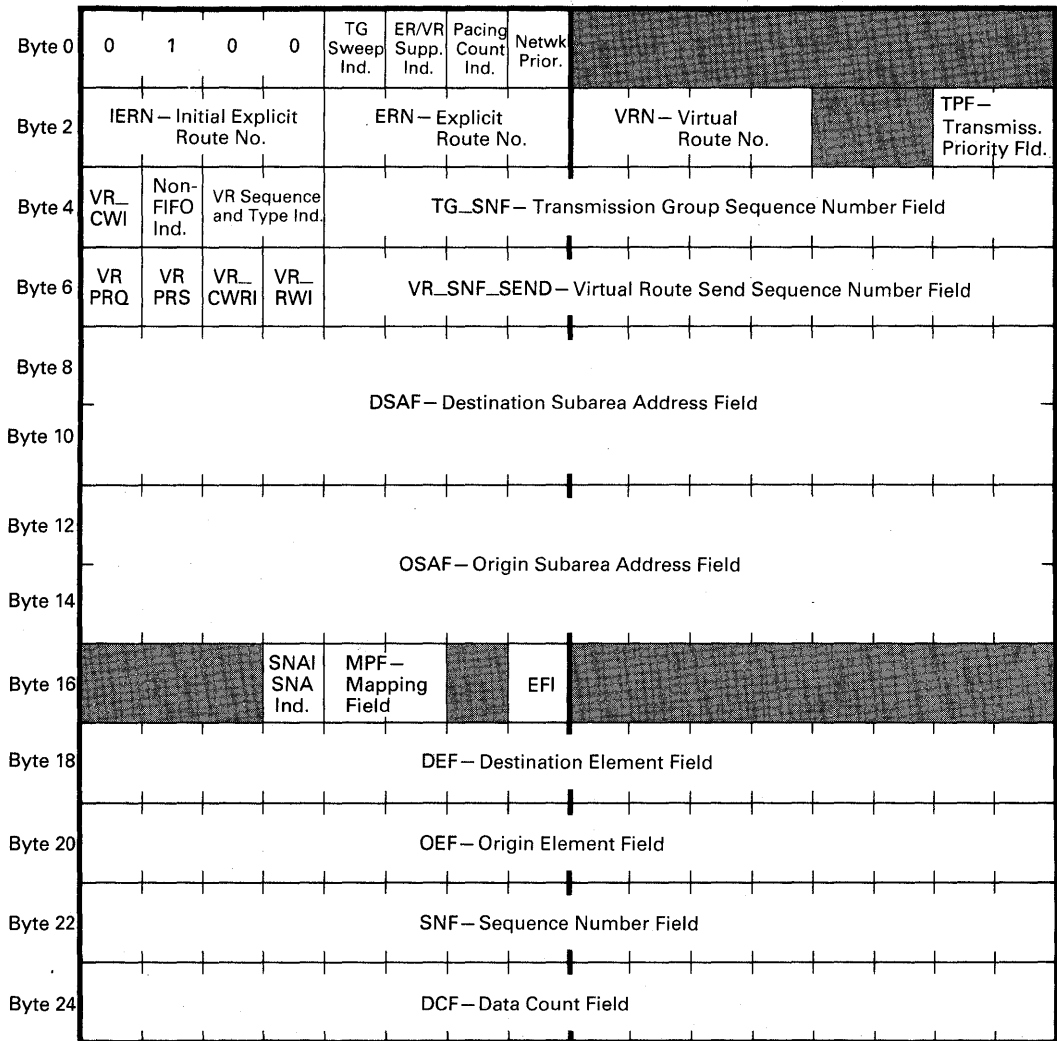 Byte 0
0 1 0 0
TG Sweep Ind.
ER/VR Supp. Ind.
Pacing Count Ind.
Netwk Prior.
Byte 2
IERN—Initial Explicit
Route No.
ERN—Explicit
Route No.
VRN—Virtual
Route No.
TPF—
Transmiss.
Priority Fld.
Byte 4
VR_
CWI
Non-
FIFO
Ind.
VR Sequence
and Type Ind.
TG_SNF—Transmission Group Sequence Number Field
Byte 6
VR
PRQ
VR
PRS
VR_
CWRI
VR_
RWI
VR_SNF_SEND—Virtual Route Send Sequence Number Field
Byte 8
DSAF—Destination Subarea Address Field
Byte 10
Byte 12
OSAF—Origin Subarea Address Field
Byte 14
Byte 16
SNAI
SNA
Ind.
MPF—
Mapping
Field
EFI
Byte 18
DEF—Destination Element Field
Byte 20
OEF—Origin Element Field
Byte 22
SNF—Sequence Number Field
Byte 24
DCF—Data Count Field